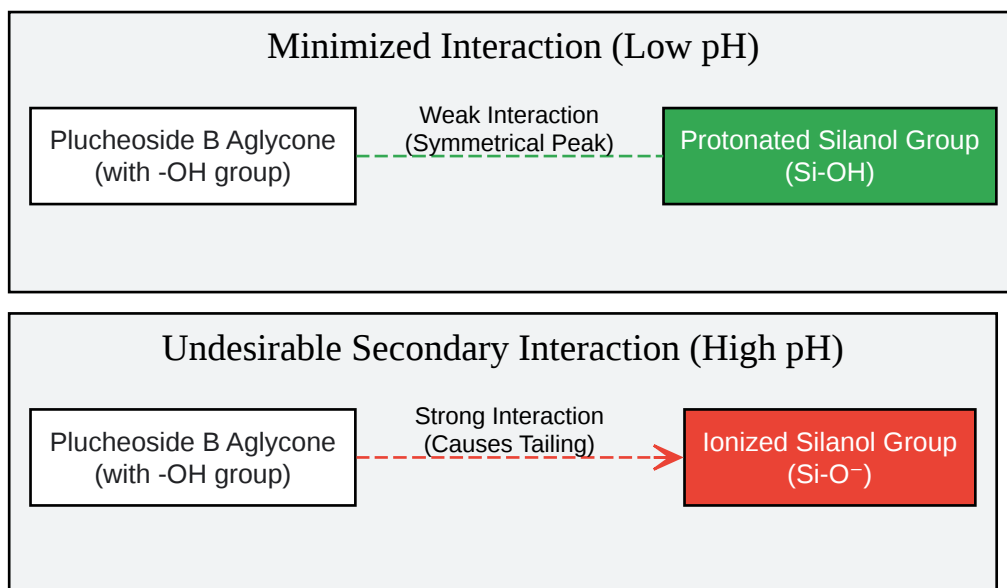 Minimized Interaction (Low pH)
Weak Interaction
(Symmetrical Peak)
Plucheoside B Aglycone
(with -OH group)
Protonated Silanol Group
(Si-OH)
Undesirable Secondary Interaction (High pH)
Strong Interaction
(Causes Tailing)
Plucheoside B Aglycone
(with -OH group)
Ionized Silanol Group
(Si-O⁻)